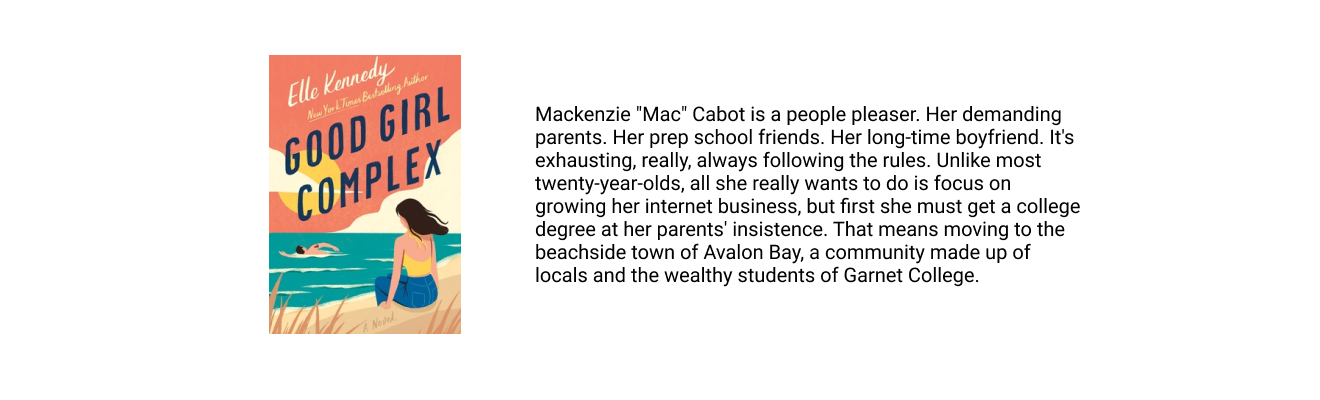 Elle Kennedy
New York Times Bestselling Author
GOOD GIRL
COMPLEX
A Novel
Mackenzie "Mac" Cabot is a people pleaser. Her demanding
parents. Her prep school friends. Her long-time boyfriend. It's
exhausting, really, always following the rules. Unlike most
twenty-year-olds, all she really wants to do is focus on
growing her internet business, but first she must get a college
degree at her parents' insistence. That means moving to the
beachside town of Avalon Bay, a community made up of
locals and the wealthy students of Garnet College.